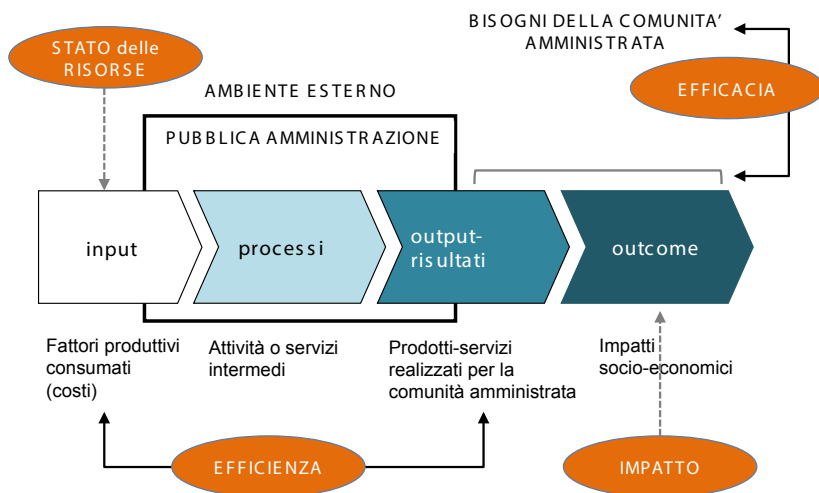 BISOGNI DELLA COMUNITA'
AMMINISTRATA
STATO delle
RISORSE
EFFICACIA
AMBIENTE ESTERNO
PUBBLICA AMMINISTRAZIONE
input
processi
output-
risultati
outcome
Fattori produttivi
consumati
(costi)
Attività o servizi
intermedi
Prodotti-servizi
realizzati per la
comunità amministrata
Impatti
socio-economici
EFFICIENZA
IMPATTO